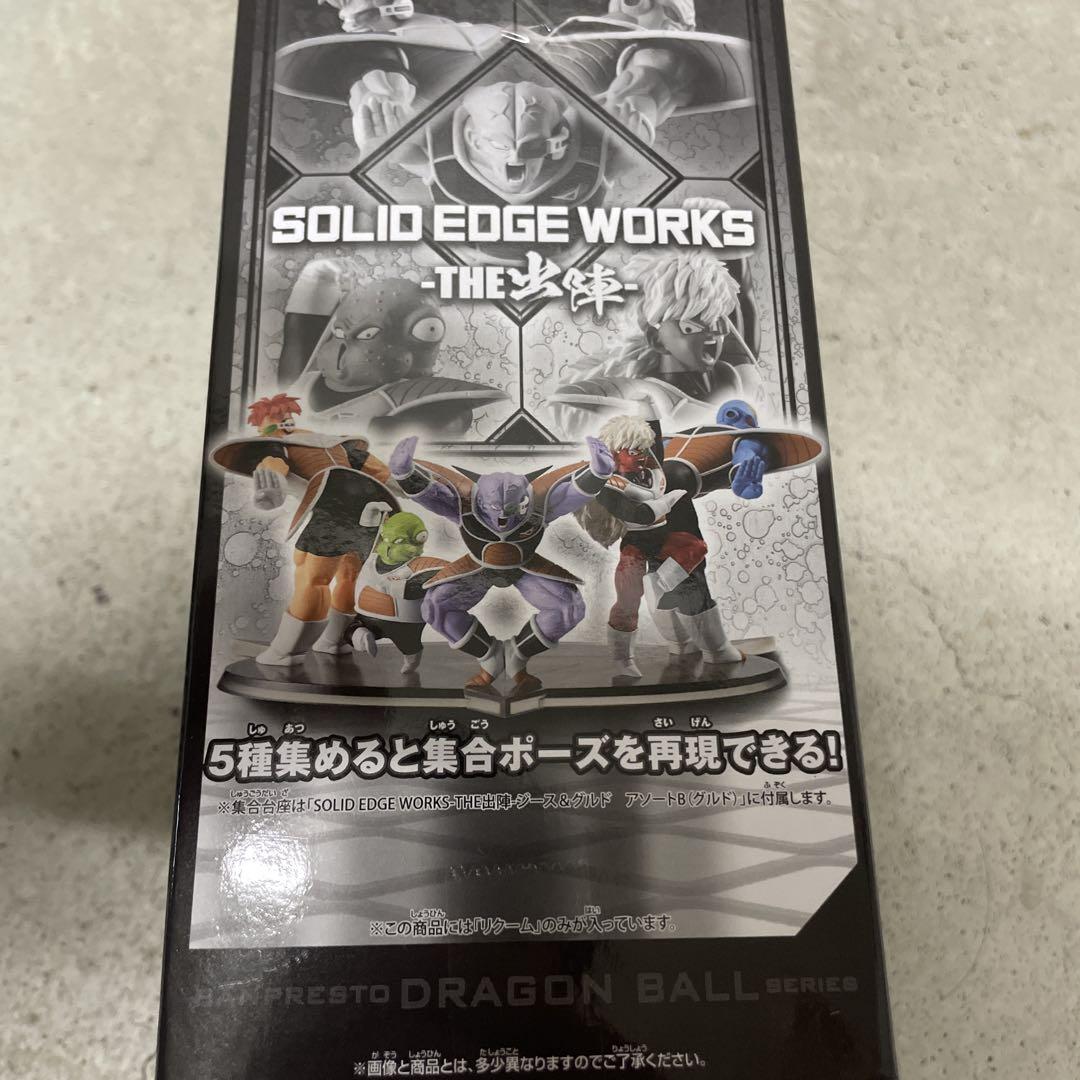 SOLID EDGE WORKS
-THE出陣-
しゅ あつ しゅう ごう さい げん
5種集めると集合ポーズを再現できる!
しゅうごうだい ざ ふ ぞく
※集合台座は「SOLID EDGE WORKS-THE出陣-ジース&グルド アソートB(グルド)」に付属します。
しょうひん はい
※この商品には「リクーム」のみが入っています。
BANPRESTO DRAGON BALL SERIES
が ぞう しょうひん たしょうこと りょうしょう
※画像と商品とは、多少異なりますのでご了承ください。